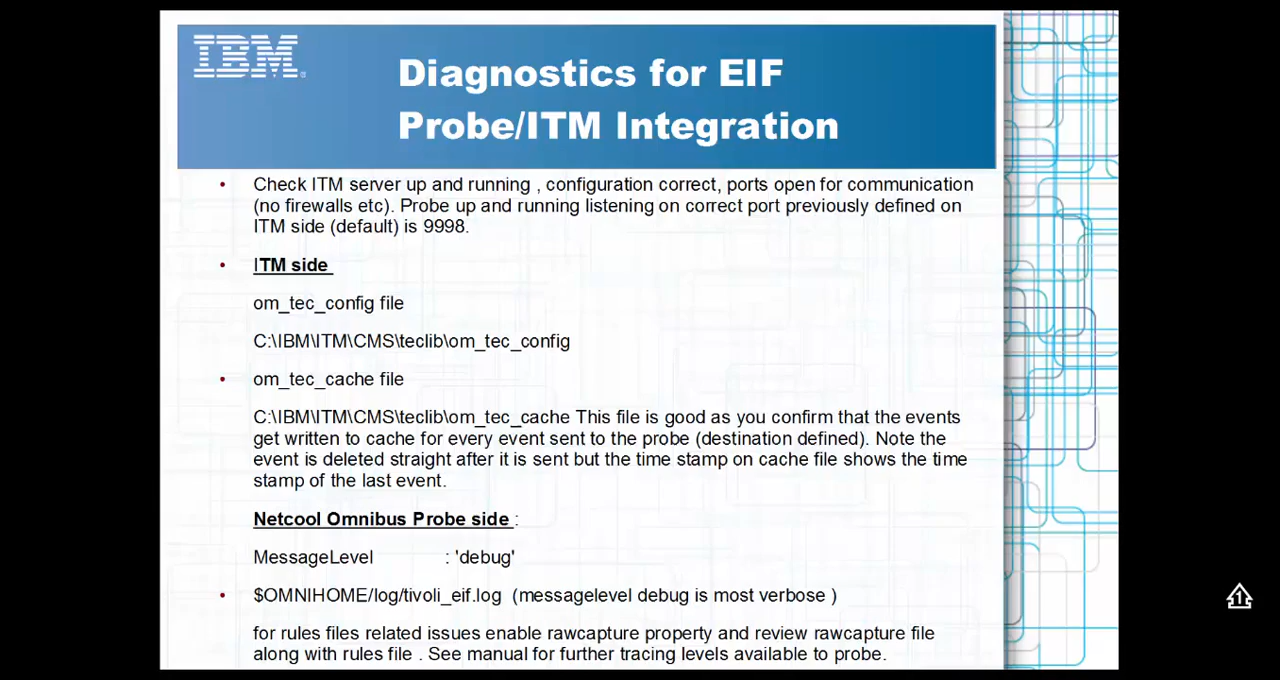 IBM
Diagnostics for EIF
Probe/ITM Integration
• Check ITM server up and running , configuration correct, ports open for communication
(no firewalls etc). Probe up and running listening on correct port previously defined on
ITM side (default) is 9998.
• ITM side
om_tec_config file
C:\IBM\ITM\CMS\teclib\om_tec_config
• om_tec_cache file
C:\IBM\ITM\CMS\teclib\om_tec_cache This file is good as you confirm that the events
get written to cache for every event sent to the probe (destination defined). Note the
event is deleted straight after it is sent but the time stamp on cache file shows the time
stamp of the last event.
Netcool Omnibus Probe side :
MessageLevel : 'debug'
• $OMNIHOME/log/tivoli_eif.log (messagelevel debug is most verbose )
for rules files related issues enable rawcapture property and review rawcapture file
along with rules file . See manual for further tracing levels available to probe.
1